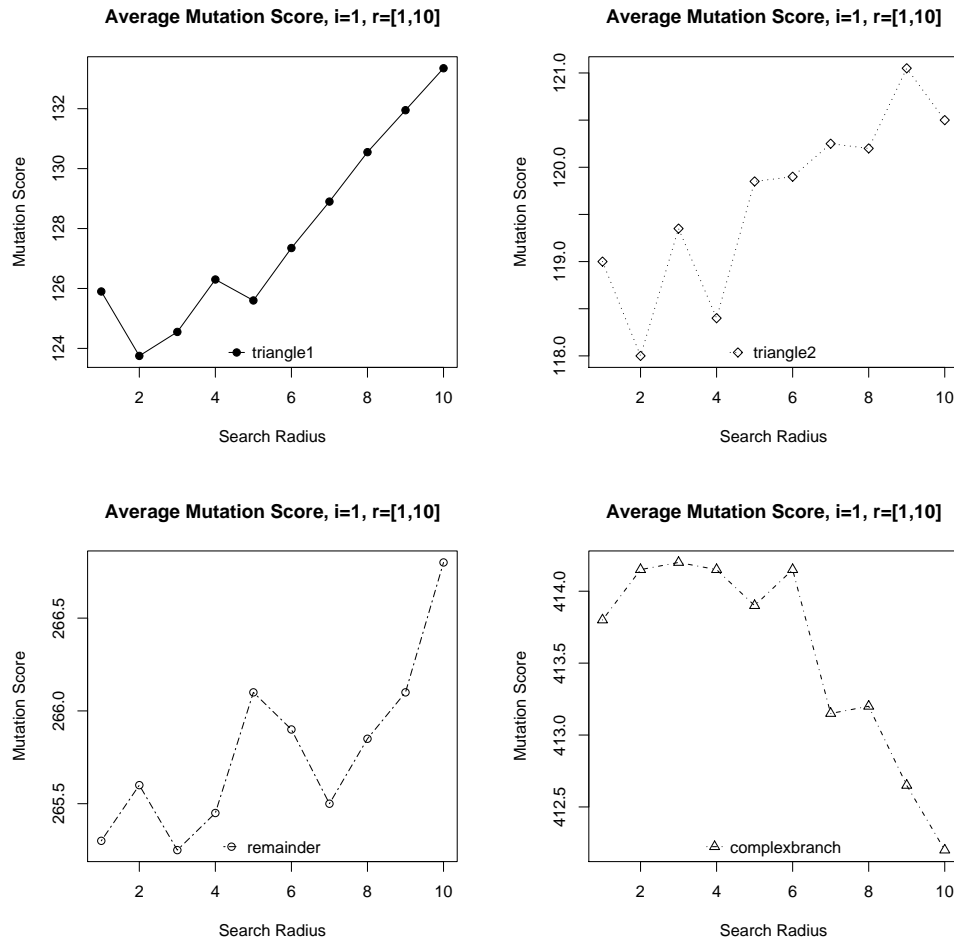 Average Mutation Score, i=1, r=[1,10]
Mutation Score
132
130
128
126
124
triangle1
2 4 6 8 10
Search Radius
Average Mutation Score, i=1, r=[1,10]
Mutation Score
121.0
120.0
119.0
118.0
triangle2
2 4 6 8 10
Search Radius
Average Mutation Score, i=1, r=[1,10]
Mutation Score
266.5
266.0
265.5
remainder
2 4 6 8 10
Search Radius
Average Mutation Score, i=1, r=[1,10]
Mutation Score
414.0
413.5
413.0
412.5
complexbranch
2 4 6 8 10
Search Radius